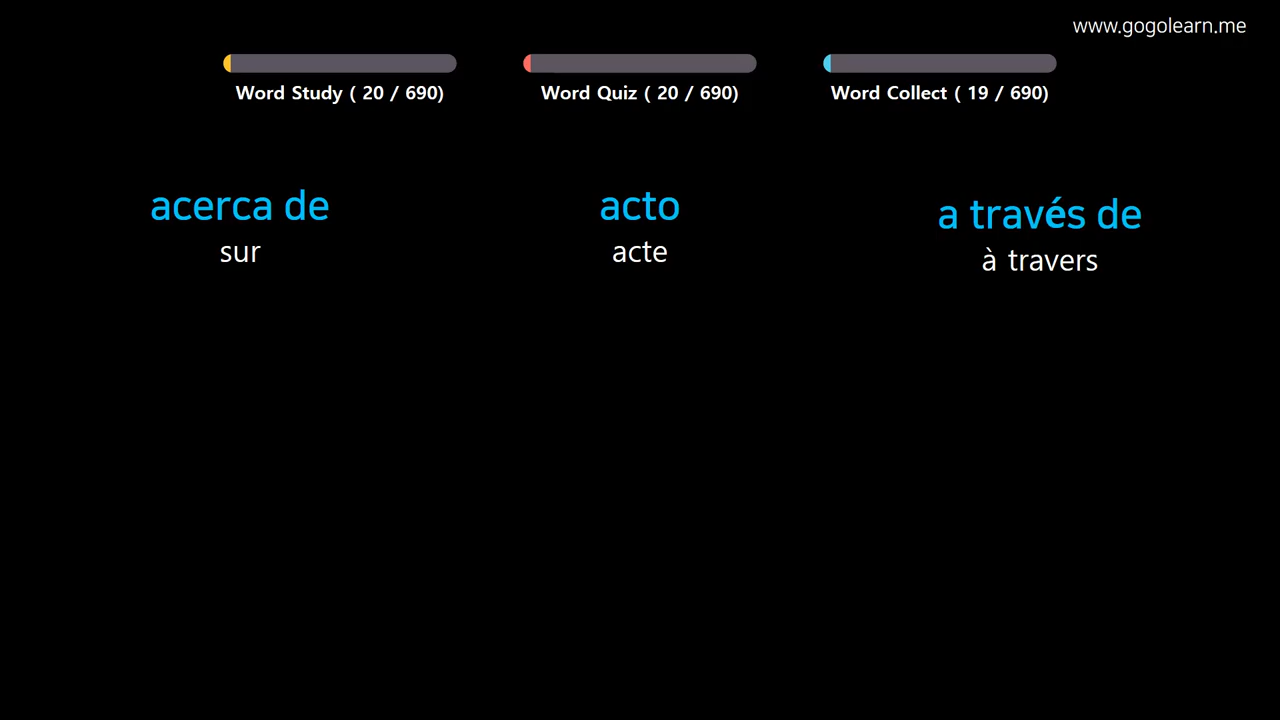 www.gogolearn.me
Word Study ( 20 / 690)
Word Quiz ( 20 / 690)
Word Collect ( 19 / 690)
acerca de
sur
acto
acte
a través de
à travers